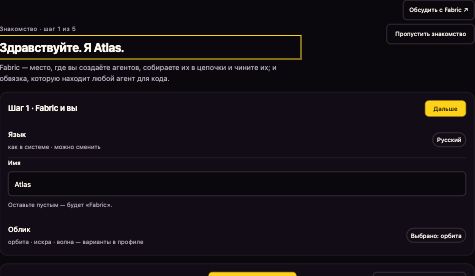 Обсудить с Fabric ↗
Знакомство · шаг 1 из 5
Пропустить знакомство
Здравствуйте. Я Atlas.
Fabric — место, где вы создаёте агентов, собираете их в цепочки и чините их; и
обвязка, которую находит любой агент для кода.
Шаг 1 · Fabric и вы
Дальше
Язык
как в системе · можно сменить
Русский
Имя
Atlas
Оставьте пустым — будет «Fabric».
Облик
орбита · искра · волна — варианты в профиле
Выбрано: орбита